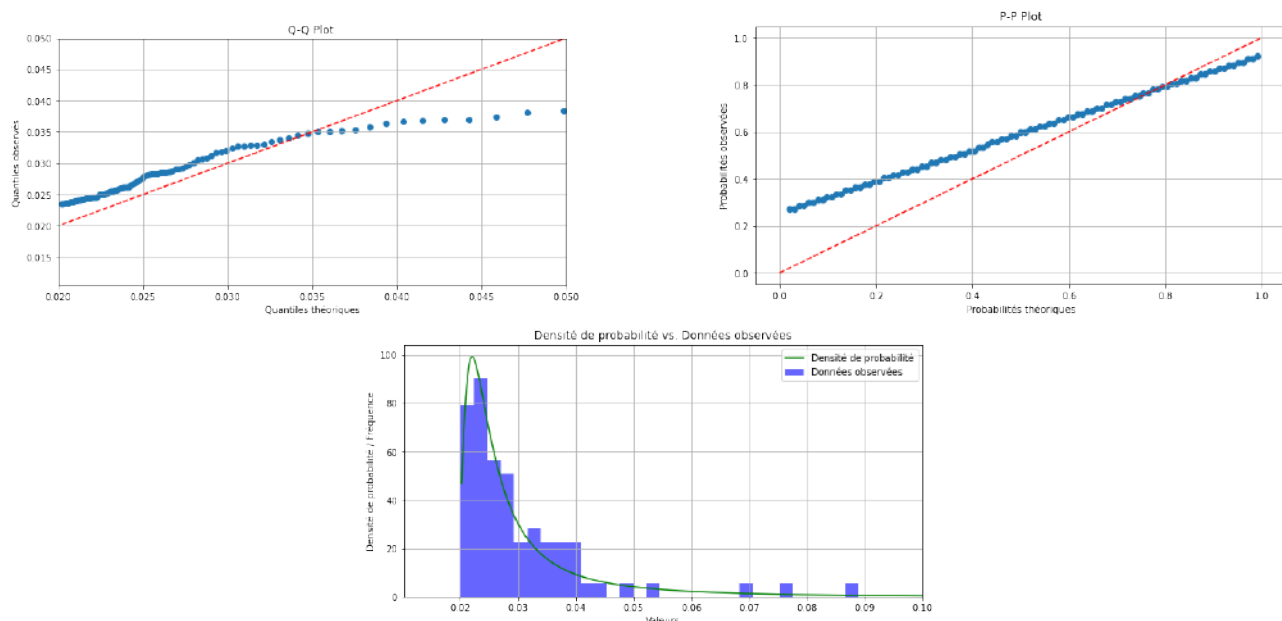 Q-Q Plot
0.050
0.045
0.040
0.035
0.030
0.025
0.020
0.015
Quantiles observés
0.020 0.025 0.030 0.035 0.040 0.045 0.050
Quantiles théoriques
P-P Plot
1.0
0.8
0.6
0.4
0.2
0.0
Probabilités observées
0.0 0.2 0.4 0.6 0.8 1.0
Probabilités théoriques
Densité de probabilité vs. Données observées
Densité de probabilité
Données observées
100
80
60
40
20
0
Densité de probabilité / Fréquence
0.02 0.03 0.04 0.05 0.06 0.07 0.08 0.09 0.10
Valeurs